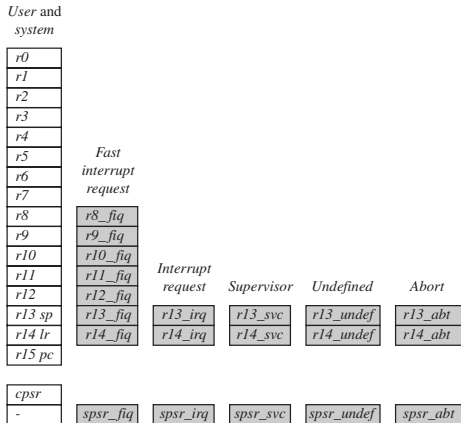 User and
system
r0
r1
r2
r3
r4
r5
r6
r7
r8
r9
r10
r11
r12
r13 sp
r14 lr
r15 pc
cpsr
-
Fast
interrupt
request
r8_fiq
r9_fiq
r10_fiq
r11_fiq
r12_fiq
r13_fiq
r14_fiq
spsr_fiq
Interrupt
request
r13_irq
r14_irq
spsr_irq
Supervisor
r13_svc
r14_svc
spsr_svc
Undefined
r13_undef
r14_undef
spsr_undef
Abort
r13_abt
r14_abt
spsr_abt